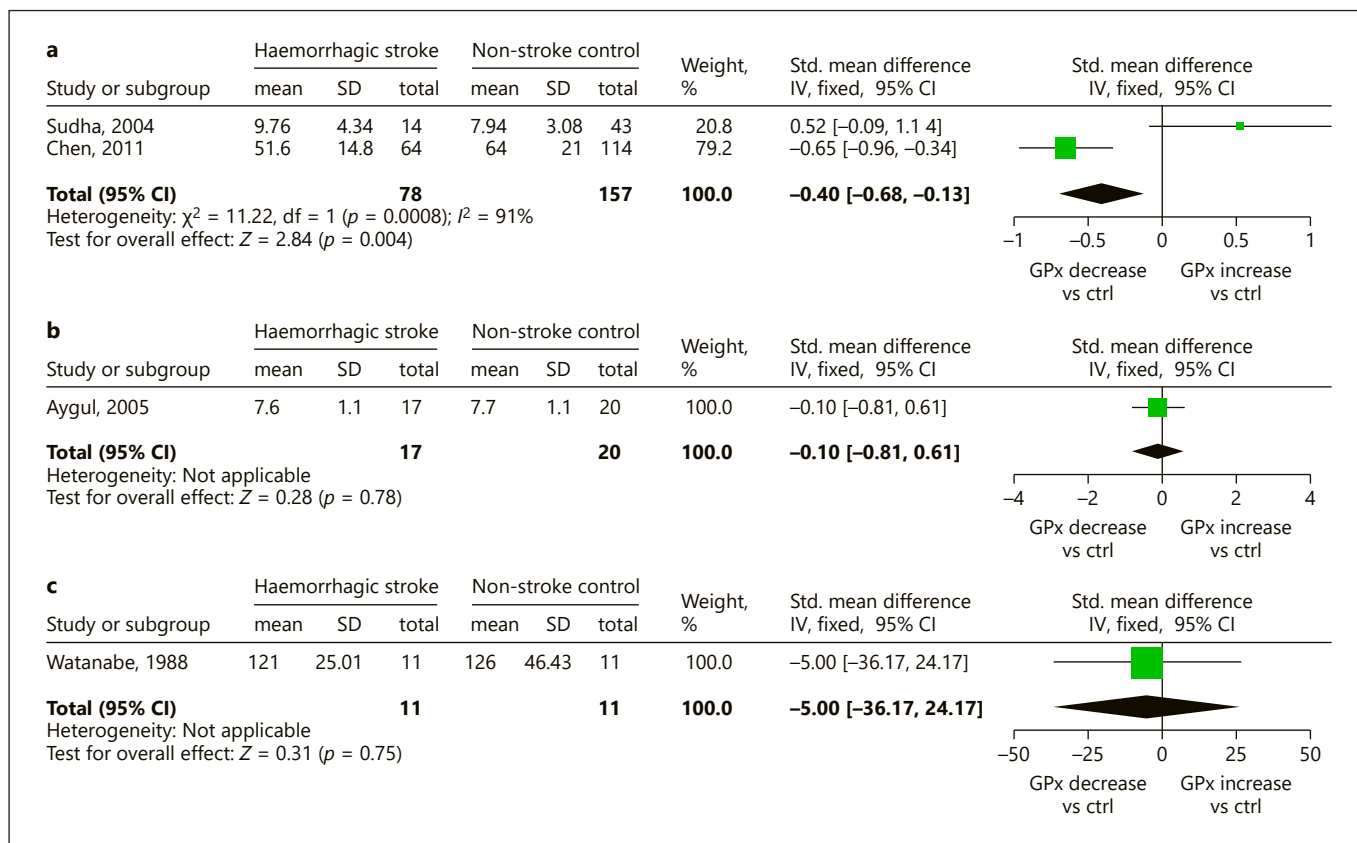 a
Haemorrhagic stroke Non-stroke control Weight, % Std. mean difference IV, fixed, 95% CI Std. mean difference IV, fixed, 95% CI
Study or subgroup mean SD total mean SD total
Sudha, 2004 9.76 4.34 14 7.94 3.08 43 20.8 0.52 [–0.09, 1.1 4]
Chen, 2011 51.6 14.8 64 64 21 114 79.2 –0.65 [–0.96, –0.34]
Total (95% CI) 78 157 100.0 –0.40 [–0.68, –0.13]
Heterogeneity: χ2 = 11.22, df = 1 (p = 0.0008); I2 = 91%
Test for overall effect: Z = 2.84 (p = 0.004)
–1 –0.5 0 0.5 1
GPx decrease GPx increase
vs ctrl vs ctrl
b
Haemorrhagic stroke Non-stroke control Weight, % Std. mean difference IV, fixed, 95% CI Std. mean difference IV, fixed, 95% CI
Study or subgroup mean SD total mean SD total
Aygul, 2005 7.6 1.1 17 7.7 1.1 20 100.0 –0.10 [–0.81, 0.61]
Total (95% CI) 17 20 100.0 –0.10 [–0.81, 0.61]
Heterogeneity: Not applicable
Test for overall effect: Z = 0.28 (p = 0.78)
–4 –2 0 2 4
GPx decrease GPx increase
vs ctrl vs ctrl
c
Haemorrhagic stroke Non-stroke control Weight, % Std. mean difference IV, fixed, 95% CI Std. mean difference IV, fixed, 95% CI
Study or subgroup mean SD total mean SD total
Watanabe, 1988 121 25.01 11 126 46.43 11 100.0 –5.00 [–36.17, 24.17]
Total (95% CI) 11 11 100.0 –5.00 [–36.17, 24.17]
Heterogeneity: Not applicable
Test for overall effect: Z = 0.31 (p = 0.75)
–50 –25 0 25 50
GPx decrease GPx increase
vs ctrl vs ctrl